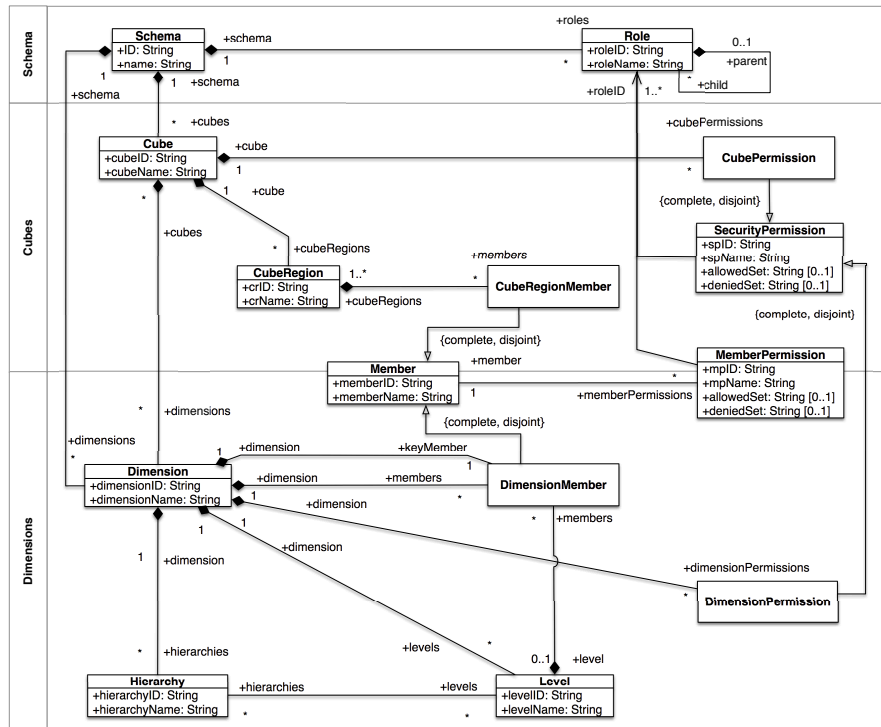 Schema
Schema
+ID: String
+name: String
+schema
1
+roles
*
Role
+roleID: String
+roleName: String
0..1
+parent
*
+child
1
+schema
1
+schema
+roleID
1..*
Cubes
*
+cubes
Cube
+cubeID: String
+cubeName: String
+cube
1
+cubePermissions
*
CubePermission
{complete, disjoint}
1
+cube
*
+cubes
SecurityPermission
+spID: String
+spName: String
+allowedSet: String [0..1]
+deniedSet: String [0..1]
*
+cubeRegions
CubeRegion
+crID: String
+crName: String
1..*
+cubeRegions
+members
*
CubeRegionMember
{complete, disjoint}
{complete, disjoint}
Member
+memberID: String
+memberName: String
+member
1
*
+memberPermissions
MemberPermission
+mpID: String
+mpName: String
+allowedSet: String [0..1]
+deniedSet: String [0..1]
{complete, disjoint}
Dimensions
*
+dimensions
+dimensions
*
Dimension
+dimensionID: String
+dimensionName: String
1
+dimension
+keyMember
1
+dimension
+members
*
DimensionMember
1
+dimension
*
+members
1
1
+dimension
+dimensionPermissions
*
DimensionPermission
1
+dimension
*
+hierarchies
*
+levels
0..1
+level
Hierarchy
+hierarchyID: String
+hierarchyName: String
+hierarchies
*
+levels
*
Level
+levelID: String
+levelName: String